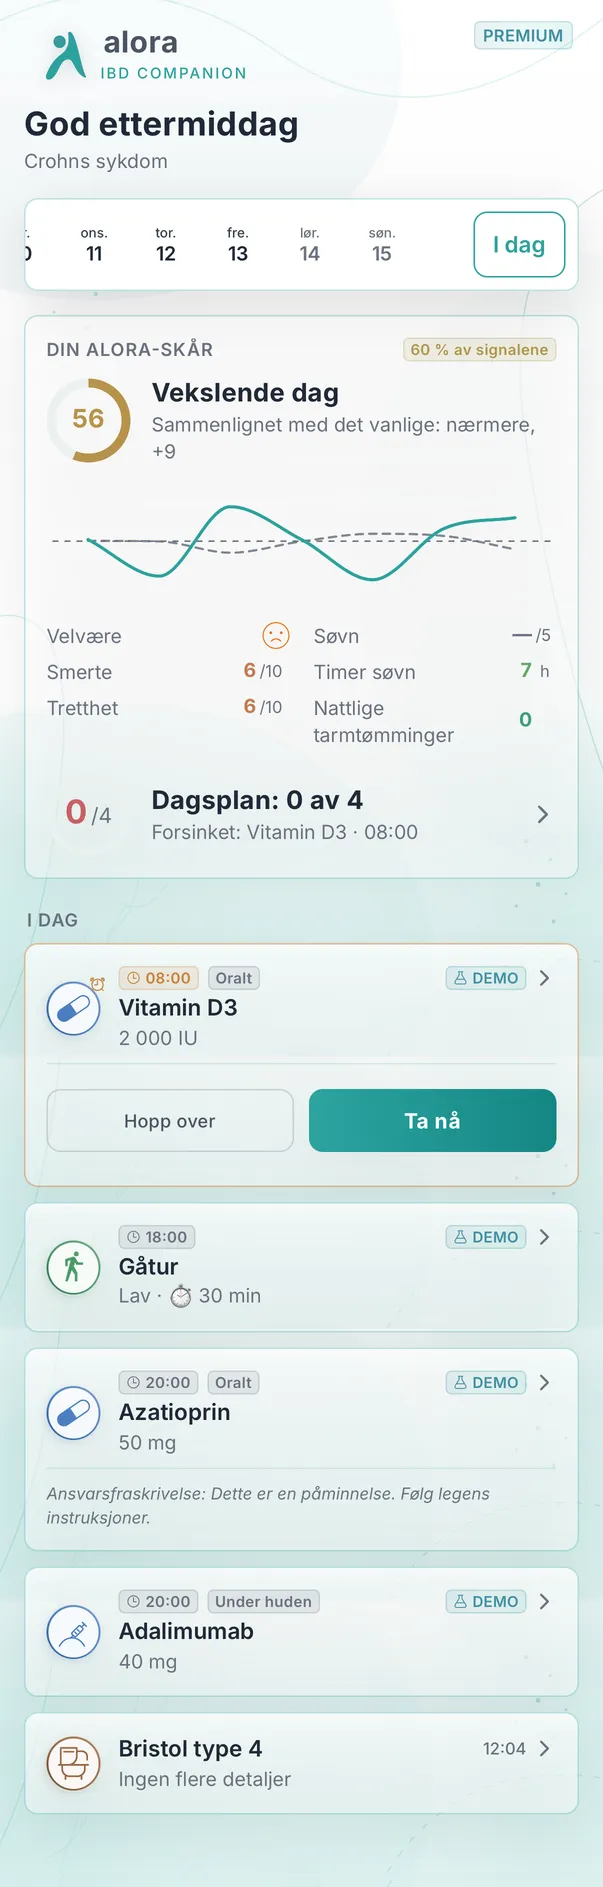 alora
IBD COMPANION
PREMIUM
God ettermiddag
Crohns sykdom
ons. tor. fre. lør. søn.
11 12 13 14 15
I dag
DIN ALORA-SKÅR
60 % av signalene
56
Vekslende dag
Sammenlignet med det vanlige: nærmere,
+9
Velvære
Søvn —/5
Smerte 6/10
Timer søvn 7 h
Tretthet 6/10
Nattlige
tarmtømminger 0
0/4
Dagsplan: 0 av 4
Forsinket: Vitamin D3 · 08:00
I DAG
08:00 Oralt DEMO
Vitamin D3
2 000 IU
Hopp over
Ta nå
18:00 DEMO
Gåtur
Lav · ⏱ 30 min
20:00 Oralt DEMO
Azatioprin
50 mg
Ansvarsfraskrivelse: Dette er en påminnelse. Følg legens
instruksjoner.
20:00 Under huden DEMO
Adalimumab
40 mg
Bristol type 4 12:04
Ingen flere detaljer